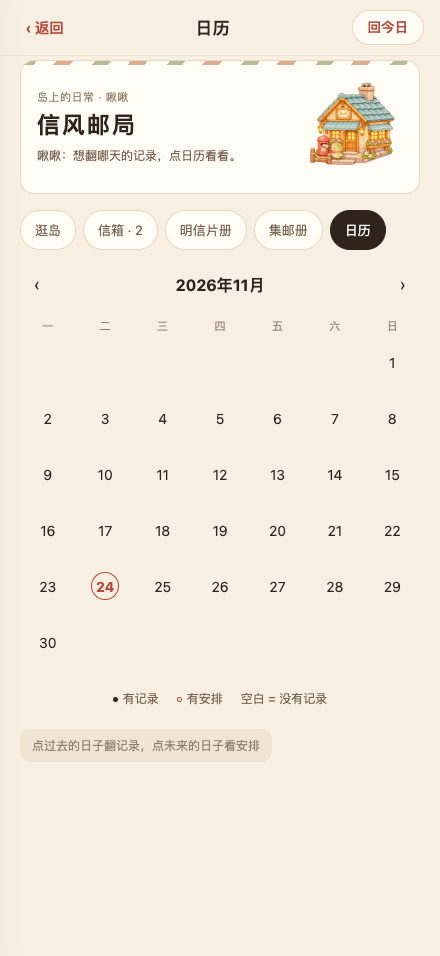 ‹ 返回
日历
回今日
岛上的日常 · 啾啾
信风邮局
啾啾：想翻哪天的记录，点日历看看。
逛岛
信箱 · 2
明信片册
集邮册
日历
‹ 2026年11月 ›
一 二 三 四 五 六 日
1
2 3 4 5 6 7 8
9 10 11 12 13 14 15
16 17 18 19 20 21 22
23 24 25 26 27 28 29
30
有记录 有安排 空白 = 没有记录
点过去的日子翻记录，点未来的日子看安排